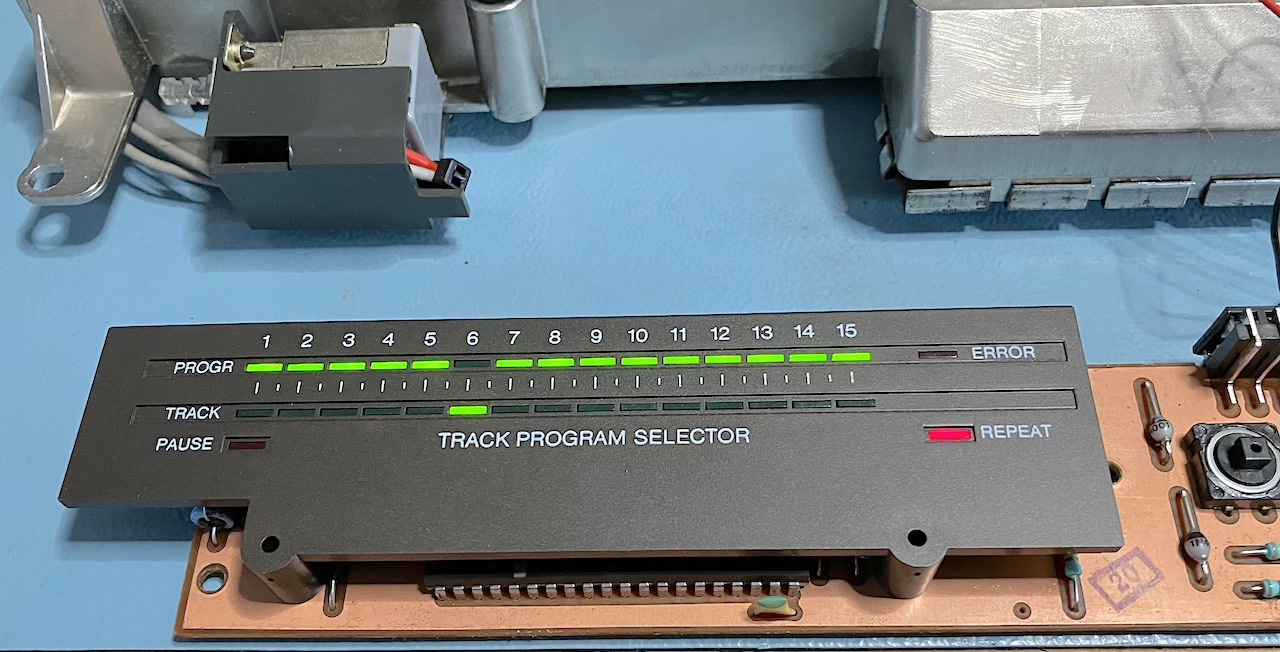 1 2 3 4 5 6 7 8 9 10 11 12 13 14 15
PROGR ERROR
TRACK
PAUSE TRACK PROGRAM SELECTOR REPEAT
20